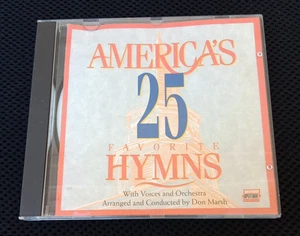 AMERICA'S
25
FAVORITE
HYMNS
With Voices and Orchestra
Arranged and Conducted by Don Marsh